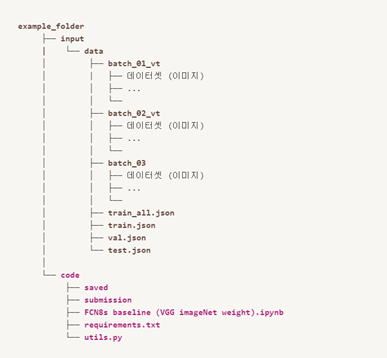 example_folder
├── input
│   └── data
│       ├── batch_01_vt
│       │   ├── 데이터셋 (이미지)
│       │   ├── ...
│       │   └──
│       ├── batch_02_vt
│       │   ├── 데이터셋 (이미지)
│       │   ├── ...
│       │   └──
│       ├── batch_03
│       │   ├── 데이터셋 (이미지)
│       │   ├── ...
│       │   └──
│       ├── train_all.json
│       ├── train.json
│       ├── val.json
│       └── test.json
│
└── code
    ├── saved
    ├── submission
    ├── FCN8s baseline (VGG imageNet weight).ipynb
    ├── requirements.txt
    └── utils.py